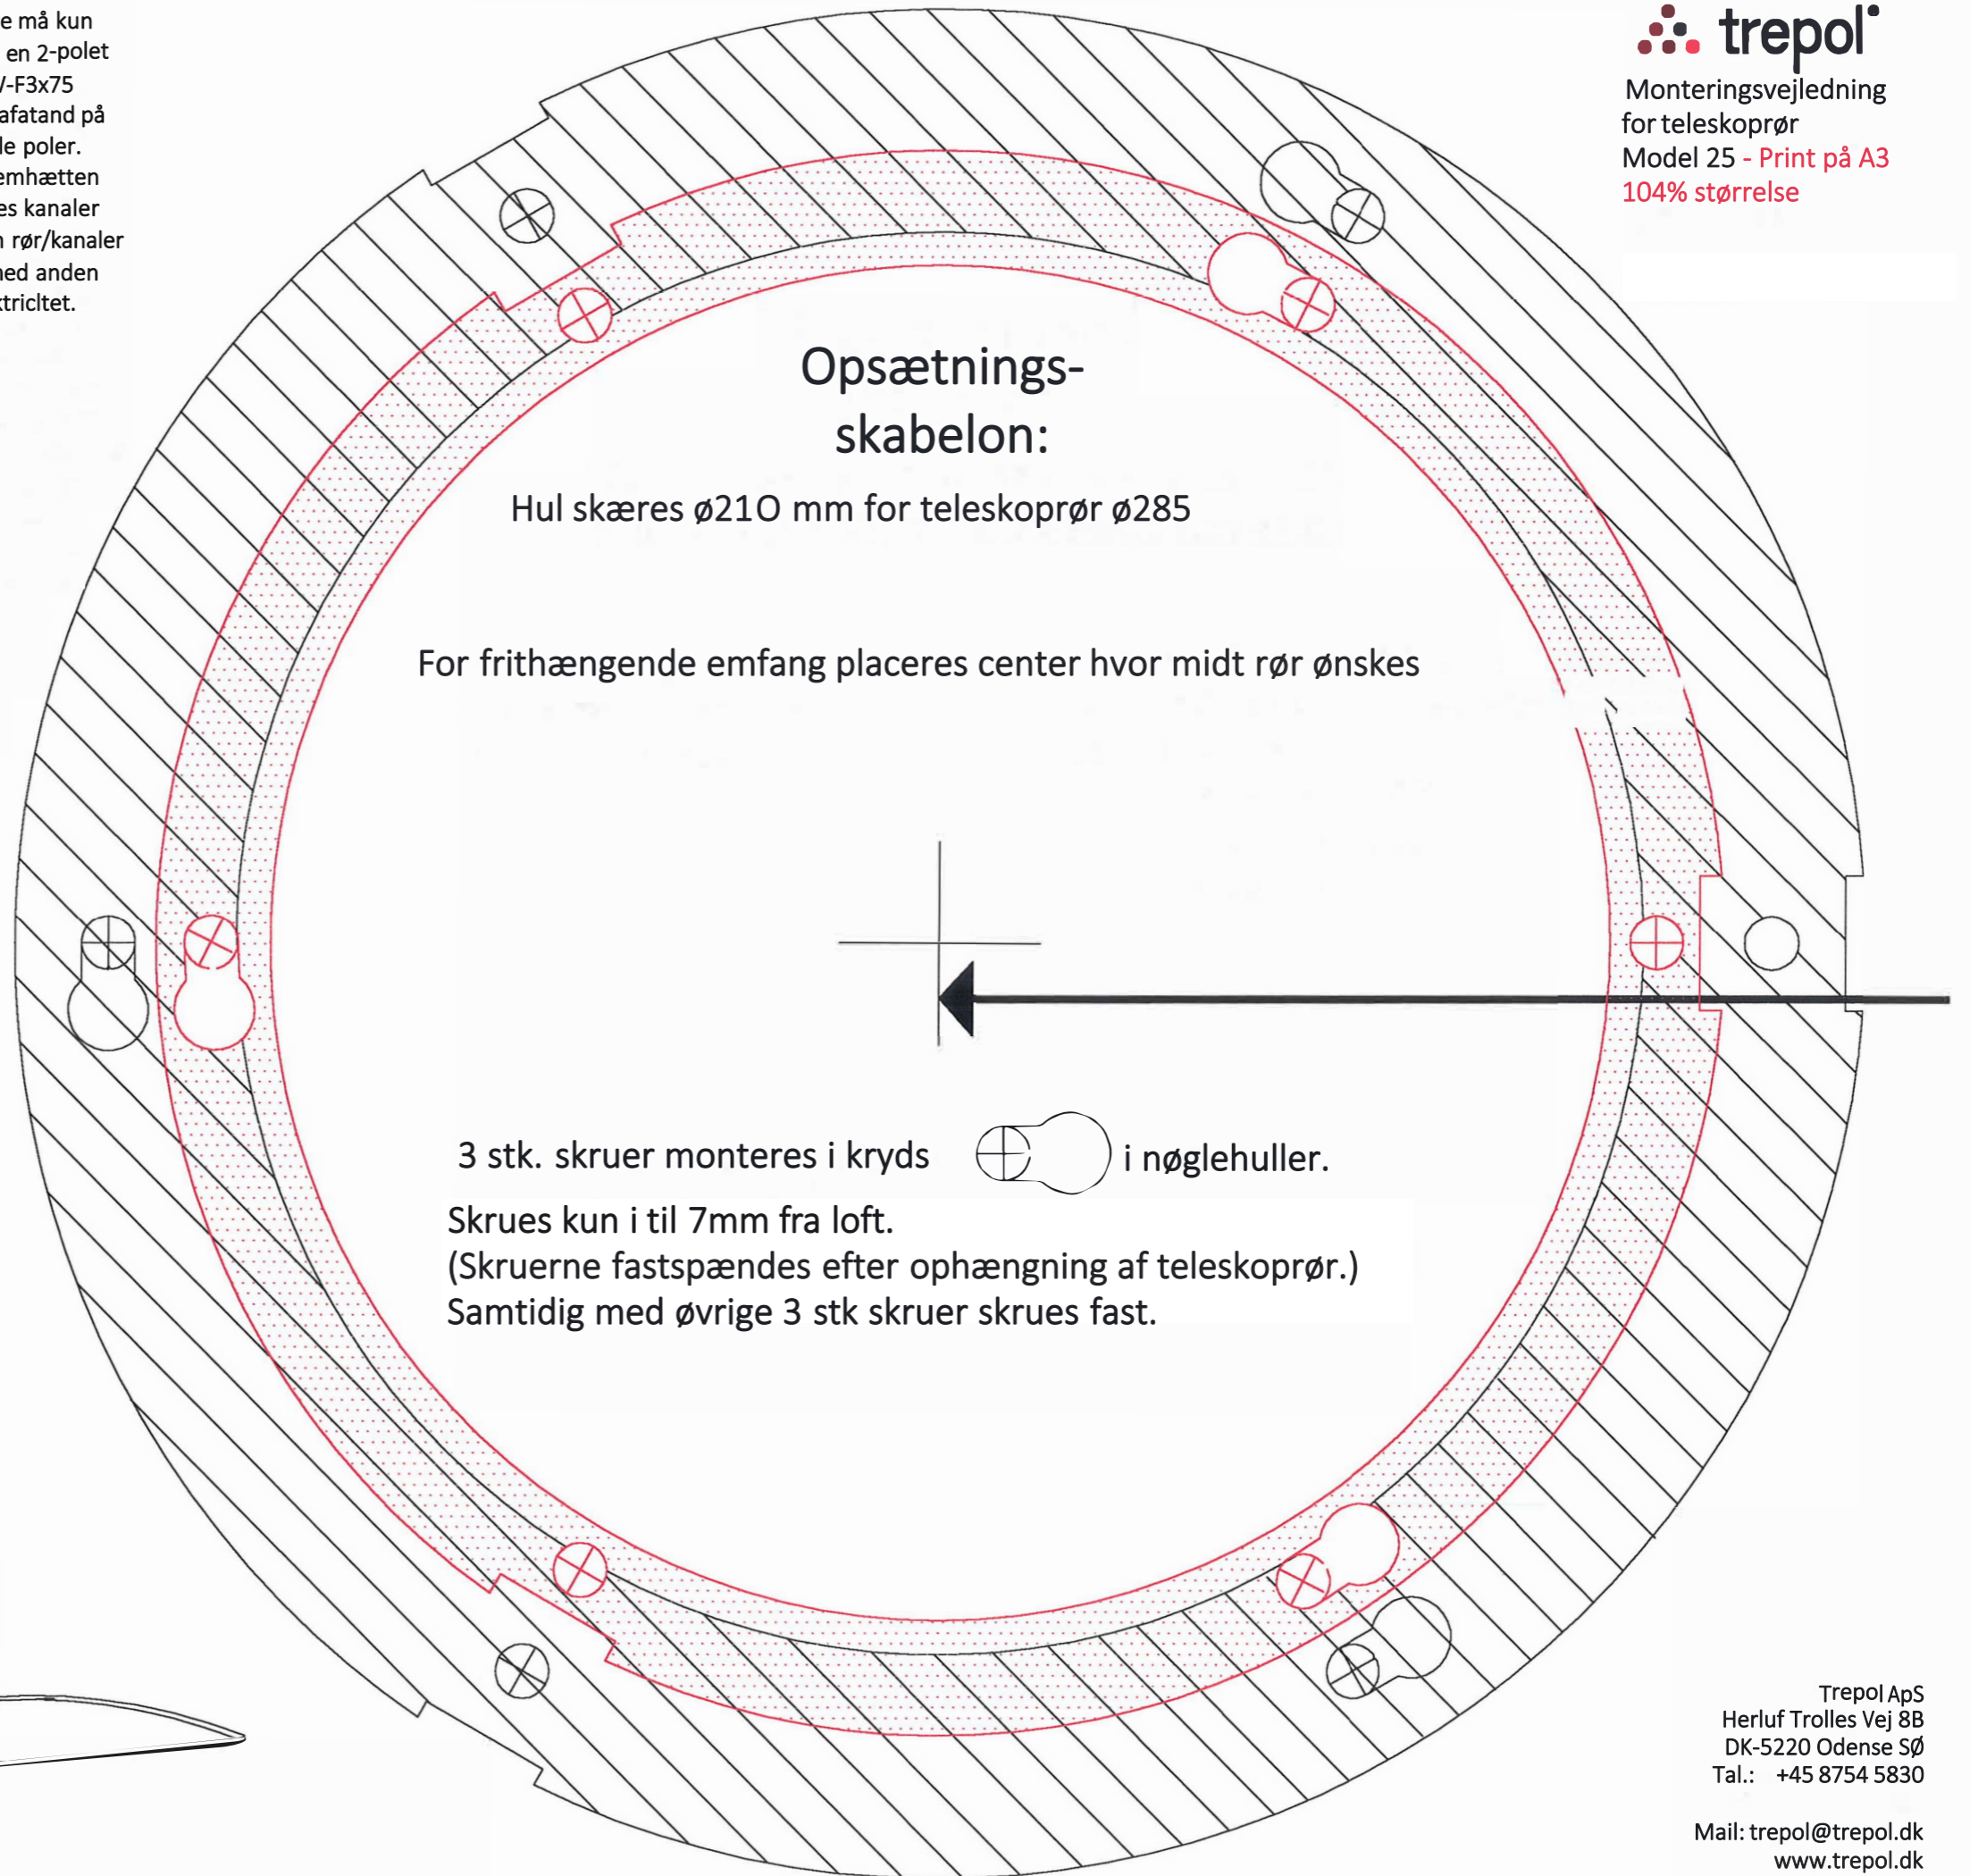 e må kun
en 2-polet
V-F3x75
afatand på
de poler.
emhætten
es kanaler
n rør/kanaler
ned anden
ktricltet.
trepol
Monteringsvejledning
for teleskoprør
Model 25 - Print på A3
104% størrelse
Opsætnings-
skabelon:
Hul skæres ø21O mm for teleskoprør ø285
For frithængende emfang placeres center hvor midt rør ønskes
3 stk. skruer monteres i kryds i nøglehuller.
Skrues kun i til 7mm fra loft.
(Skruerne fastspændes efter ophængning af teleskoprør.)
Samtidig med øvrige 3 stk skruer skrues fast.
Trepol ApS
Herluf Trolles Vej 8B
DK-5220 Odense SØ
Tal.: +45 8754 5830
Mail: trepol@trepol.dk
www.trepol.dk